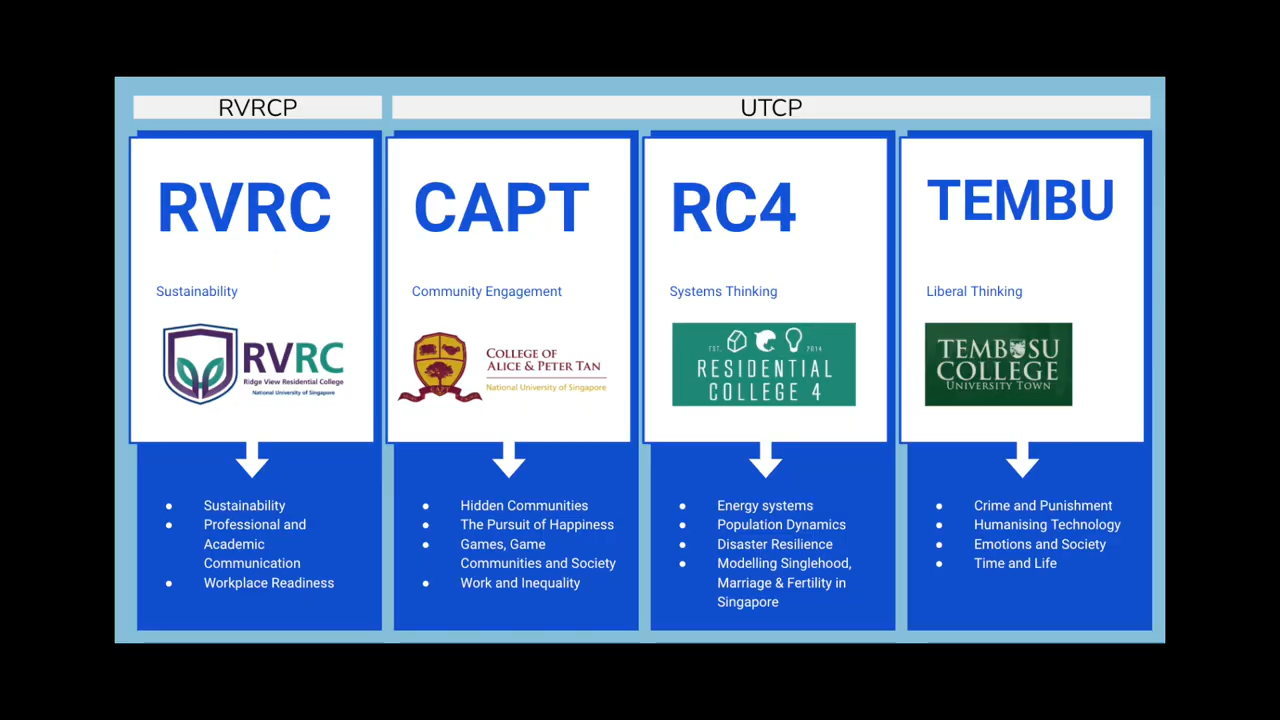 RVRCP
UTCP
RVRC
Sustainability
RVRC
Ridge View Residential College
National University of Singapore
Sustainability
Professional and
Academic
Communication
Workplace Readiness
CAPT
Community Engagement
CAPT
COLLEGE OF
ALICE & PETER TAN
National University of Singapore
Hidden Communities
The Pursuit of Happiness
Games, Game
Communities and Society
Work and Inequality
RC4
Systems Thinking
EST. 2014
RESIDENTIAL
COLLEGE 4
Energy systems
Population Dynamics
Disaster Resilience
Modelling Singlehood,
Marriage & Fertility in
Singapore
TEMBU
Liberal Thinking
TEMBUSU
COLLEGE
UNIVERSITY TOWN
Crime and Punishment
Humanising Technology
Emotions and Society
Time and Life